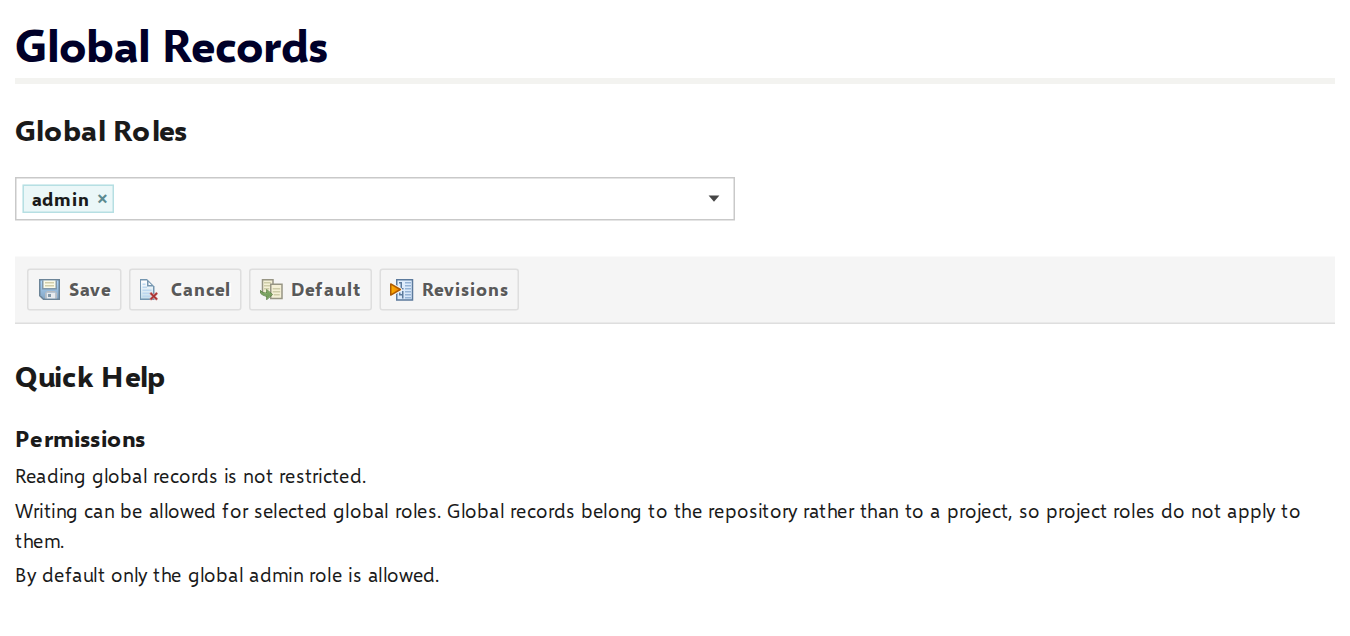 Global Records
Global Roles
admin ×
Save Cancel Default Revisions
Quick Help
Permissions
Reading global records is not restricted.
Writing can be allowed for selected global roles. Global records belong to the repository rather than to a project, so project roles do not apply to
them.
By default only the global admin role is allowed.